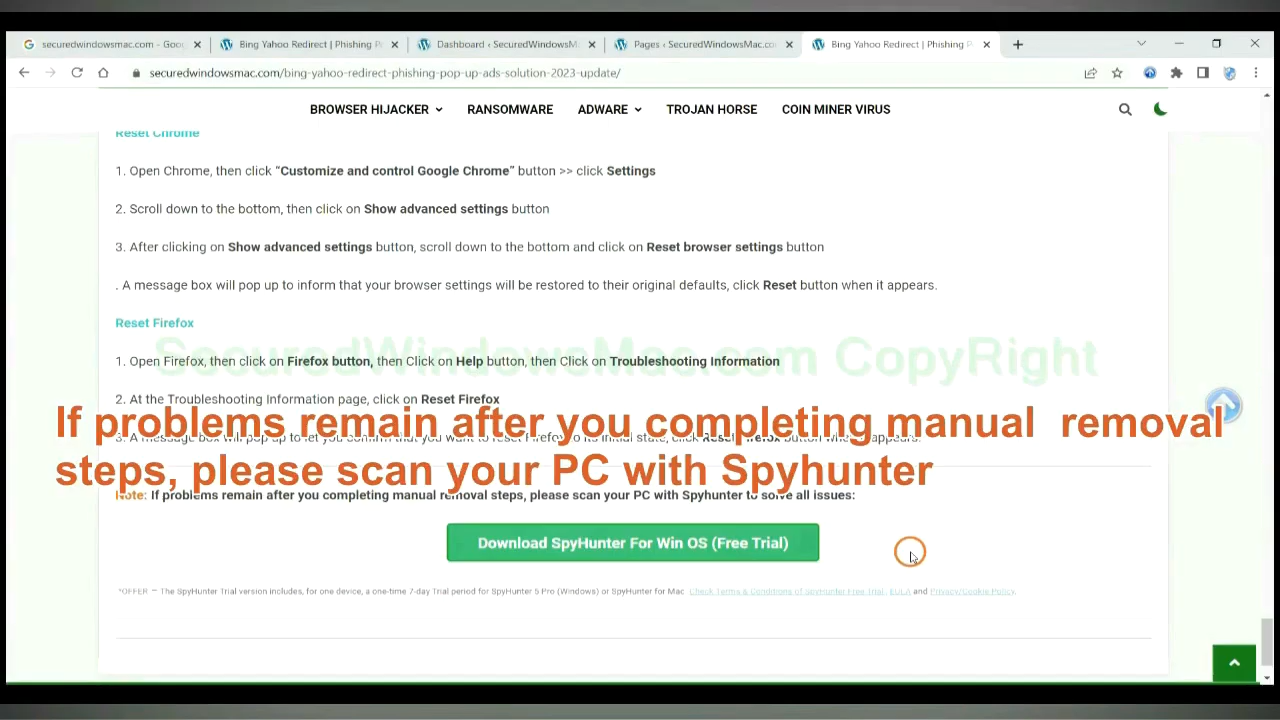 securedwindowsmac.com - Goo
Bing Yahoo Redirect | Phishing P
Dashboard ‹ SecuredWindowsM
Pages ‹ SecuredWindowsMac.co
Bing Yahoo Redirect | Phishing P
securedwindowsmac.com/bing-yahoo-redirect-phishing-pop-up-ads-solution-2023-update/
BROWSER HIJACKER RANSOMWARE ADWARE TROJAN HORSE COIN MINER VIRUS
Reset Chrome
1. Open Chrome, then click “Customize and control Google Chrome” button >> click Settings
2. Scroll down to the bottom, then click on Show advanced settings button
3. After clicking on Show advanced settings button, scroll down to the bottom and click on Reset browser settings button
. A message box will pop up to inform that your browser settings will be restored to their original defaults, click Reset button when it appears.
Reset Firefox
SecuredWindowsMac.com CopyRight
1. Open Firefox, then click on Firefox button, then Click on Help button, then Click on Troubleshooting Information
2. At the Troubleshooting Information page, click on Reset Firefox
If problems remain after you completing manual removal
3. A message box will pop up to let you confirm that you want to reset Firefox to its initial state, click Reset Firefox button when it appears.
steps, please scan your PC with Spyhunter
Note: If problems remain after you completing manual removal steps, please scan your PC with Spyhunter to solve all issues:
Download SpyHunter For Win OS (Free Trial)
*OFFER – The SpyHunter Trial version includes, for one device, a one-time 7-day Trial period for SpyHunter 5 Pro (Windows) or SpyHunter for Mac Check Terms & Conditions of SpyHunter Free Trial, EULA and Privacy/Cookie Policy.